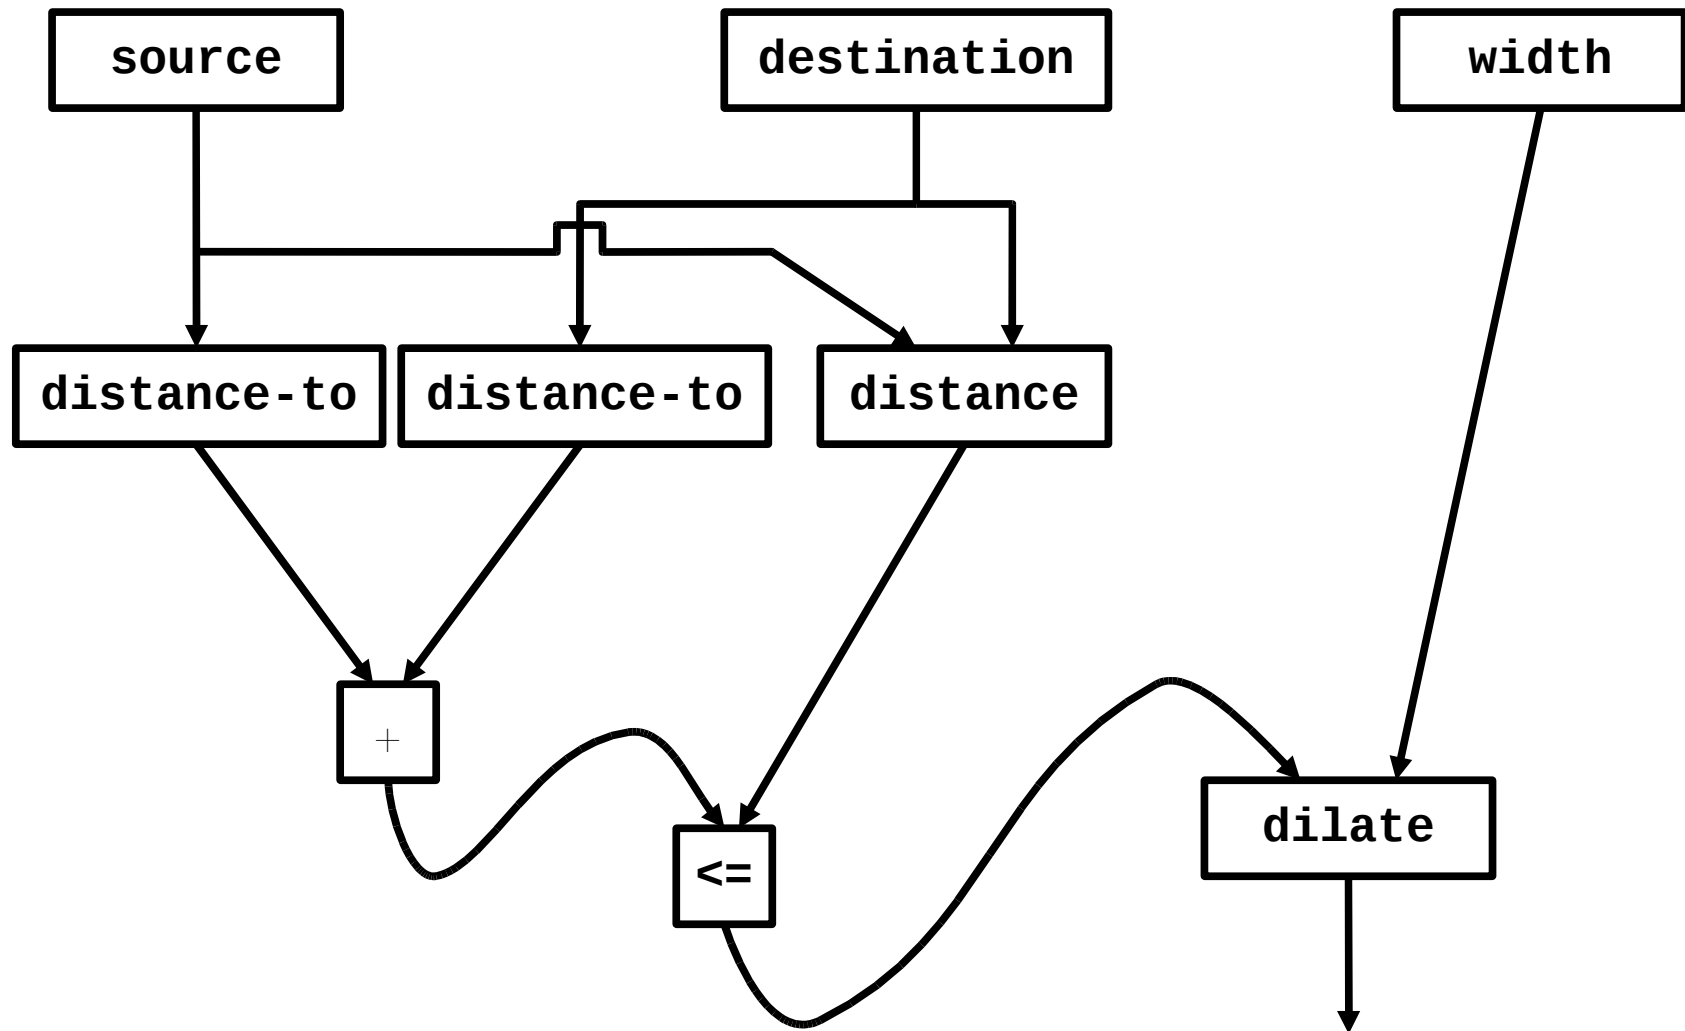 source
destination
width
distance-to
distance-to
distance
+
<=
dilate